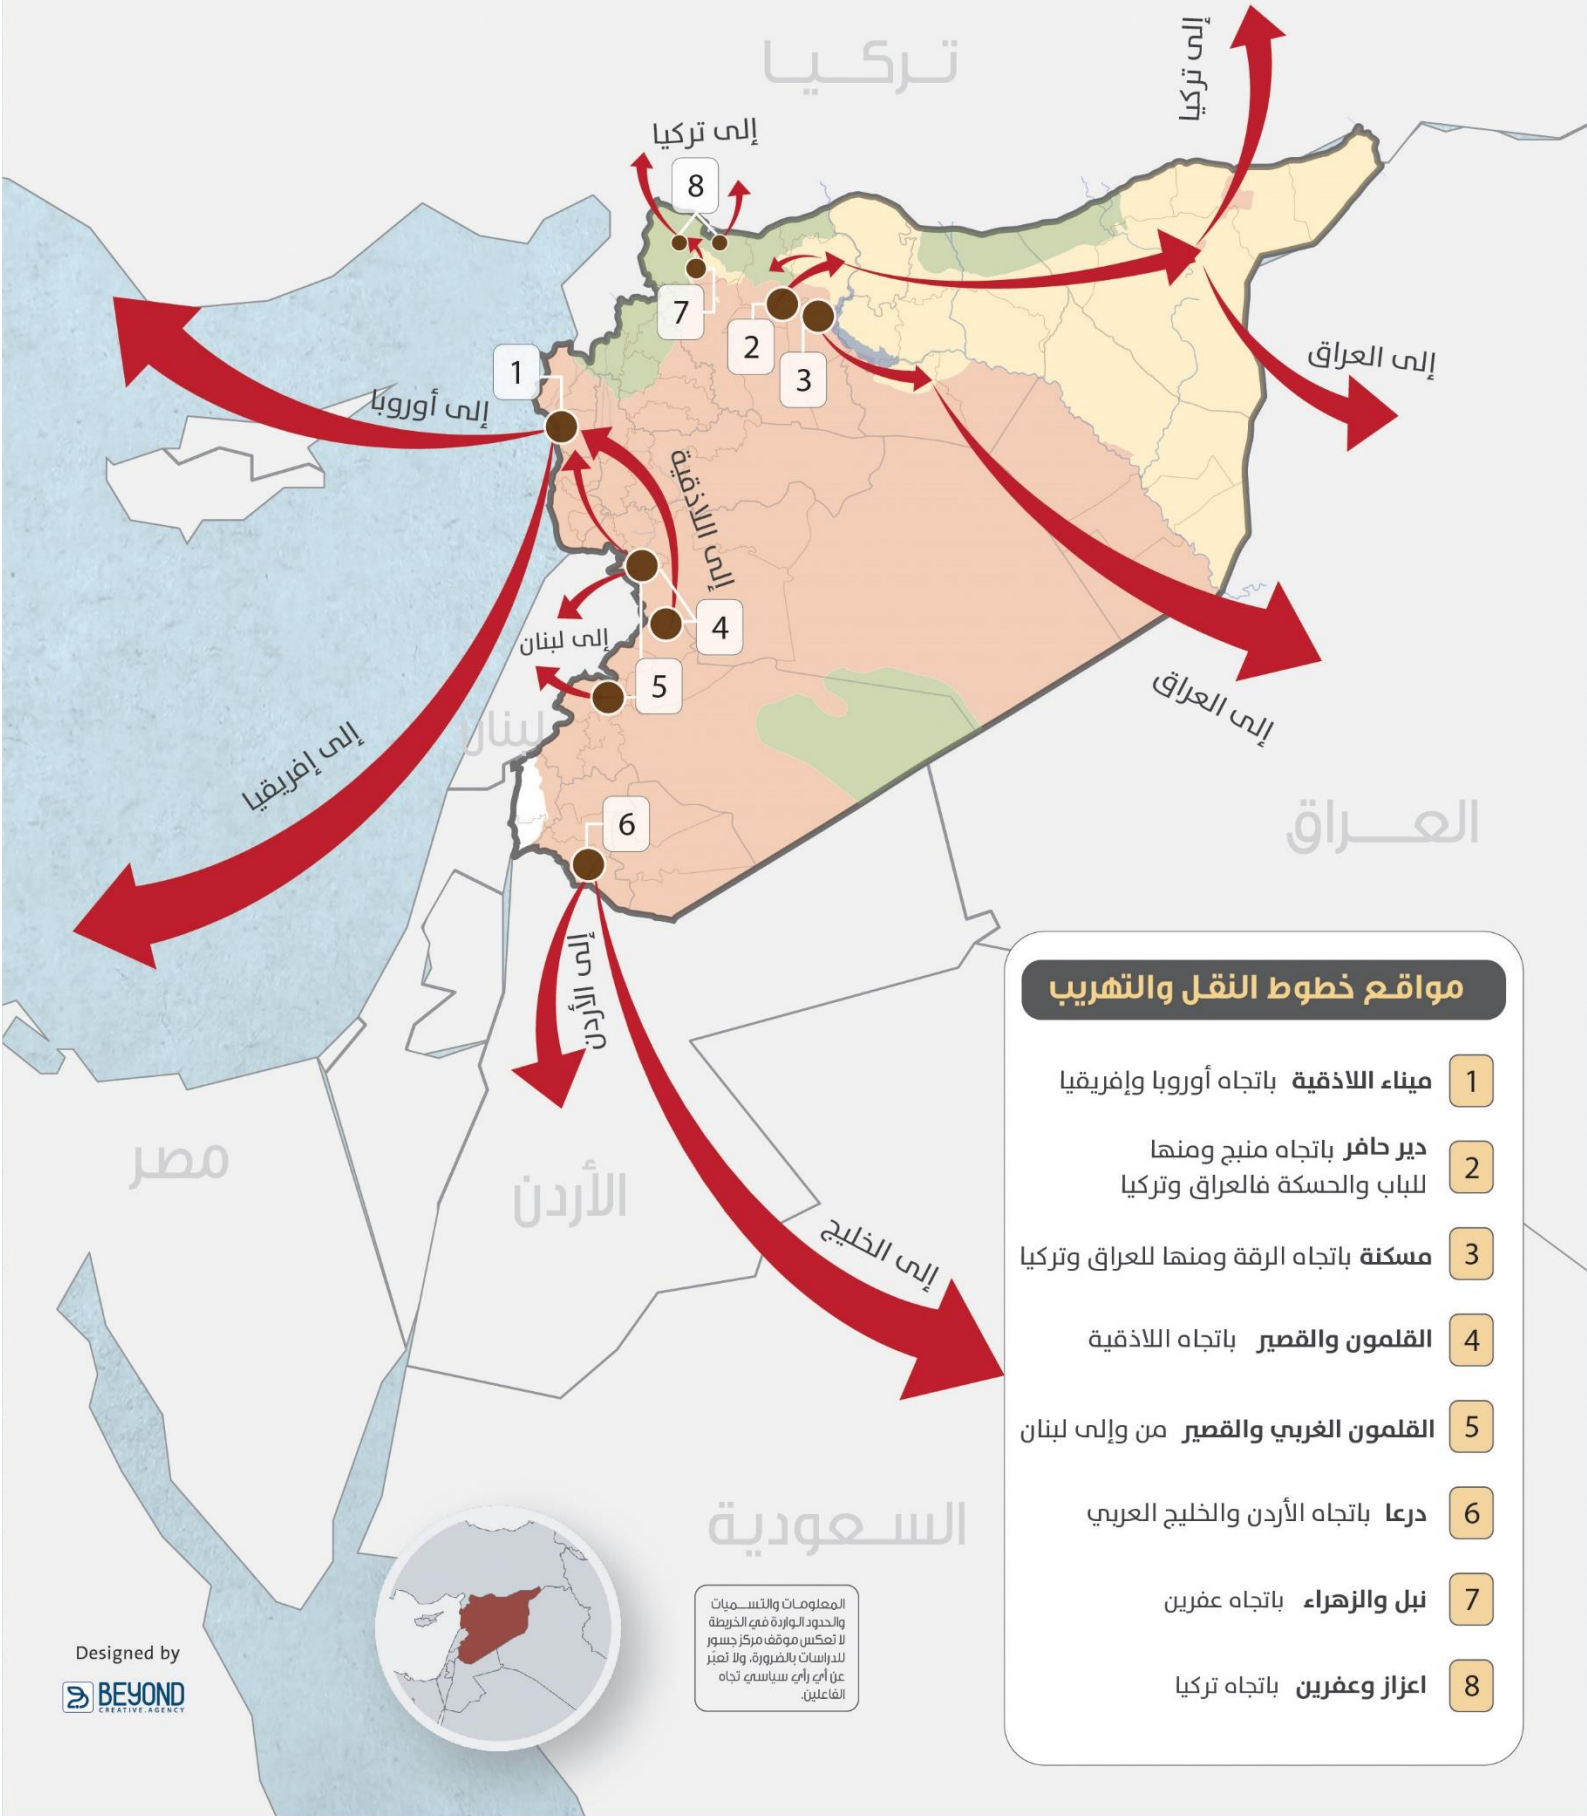 تركيا
إلى تركيا
إلى تركيا
8
7
2
3
1
إلى العراق
إلى أوروبا
إلى اللاذقية
4
إلى لبنان
5
إلى العراق
لبنان
إلى إفريقيا
العراق
6
إلى الأردن
مواقع خطوط النقل والتهريب
1 ميناء اللاذقية باتجاه أوروبا وإفريقيا
2 دير حافر باتجاه منبج ومنها
للباب والحسكة فالعراق وتركيا
3 مسكنة باتجاه الرقة ومنها للعراق وتركيا
4 القلمون والقصير باتجاه اللاذقية
5 القلمون الغربي والقصير من وإلى لبنان
6 درعا باتجاه الأردن والخليج العربي
7 نبل والزهراء باتجاه عفرين
8 اعزاز وعفرين باتجاه تركيا
مصر
الأردن
إلى الخليج
السعودية
المعلومات والتسميات
والحدود الواردة في الخريطة
لا تعكس موقف مركز جسور
للدراسات بالضرورة، ولا تعبّر
عن أي رأي سياسي تجاه
الفاعلين.
Designed by
BEYOND
CREATIVE.AGENCY